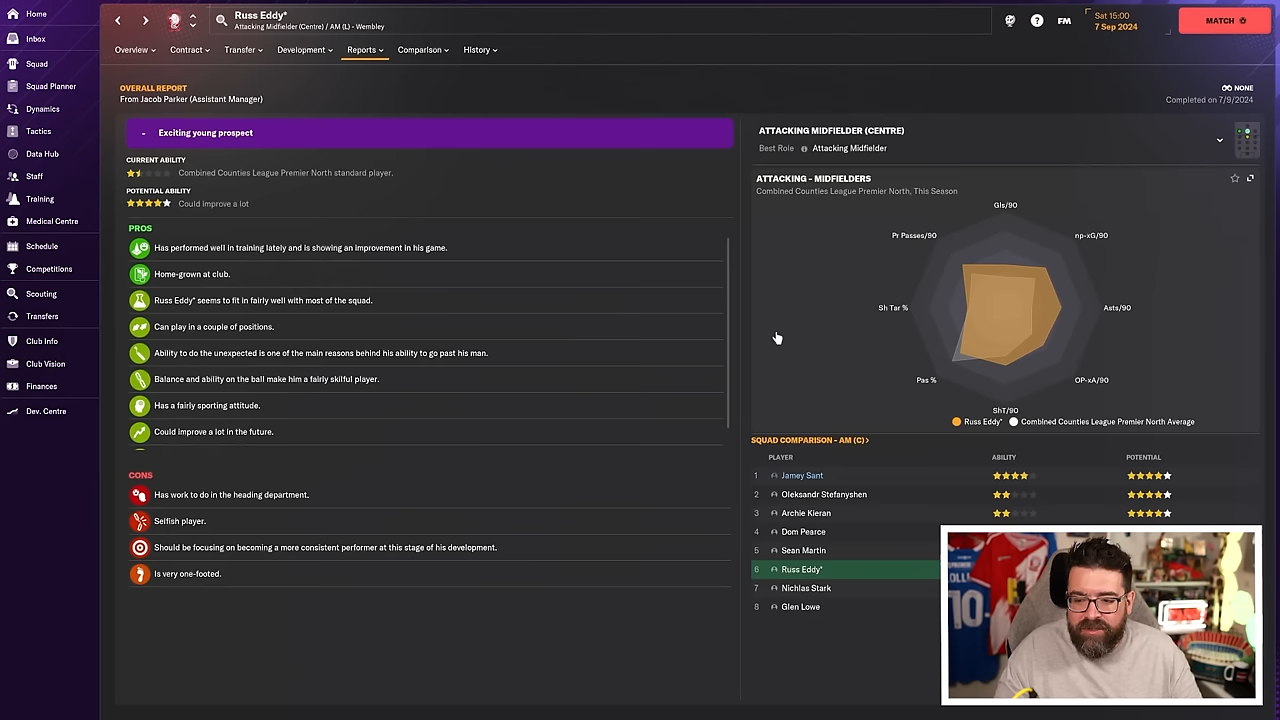 Home
Inbox
Squad
Squad Planner
Dynamics
Tactics
Data Hub
Staff
Training
Medical Centre
Schedule
Competitions
Scouting
Transfers
Club Info
Club Vision
Finances
Dev. Centre
Russ Eddy*
Attacking Midfielder (Centre) / AM (L) - Wembley
FM
Sat 15:00
7 Sep 2024
MATCH
Overview
Contract
Transfer
Development
Reports
Comparison
History
OVERALL REPORT
From Jacob Parker (Assistant Manager)
NONE
Completed on 7/9/2024
- Exciting young prospect
CURRENT ABILITY
Combined Counties League Premier North standard player.
POTENTIAL ABILITY
Could improve a lot
PROS
Has performed well in training lately and is showing an improvement in his game.
Home-grown at club.
Russ Eddy* seems to fit in fairly well with most of the squad.
Can play in a couple of positions.
Ability to do the unexpected is one of the main reasons behind his ability to go past his man.
Balance and ability on the ball make him a fairly skilful player.
Has a fairly sporting attitude.
Could improve a lot in the future.
CONS
Has work to do in the heading department.
Selfish player.
Should be focusing on becoming a more consistent performer at this stage of his development.
Is very one-footed.
ATTACKING MIDFIELDER (CENTRE)
Best Role Attacking Midfielder
ATTACKING - MIDFIELDERS
Combined Counties League Premier North, This Season
Gls/90
np-xG/90
Asts/90
OP-xA/90
ShT/90
Pas %
Sh Tar %
Pr Passes/90
Russ Eddy* Combined Counties League Premier North Average
SQUAD COMPARISON - AM (C) >
PLAYER ABILITY POTENTIAL
1 Jamey Sant
2 Oleksandr Stefanyshen
3 Archie Kieran
4 Dom Pearce
5 Sean Martin
6 Russ Eddy*
7 Nichlas Stark
8 Glen Lowe
10